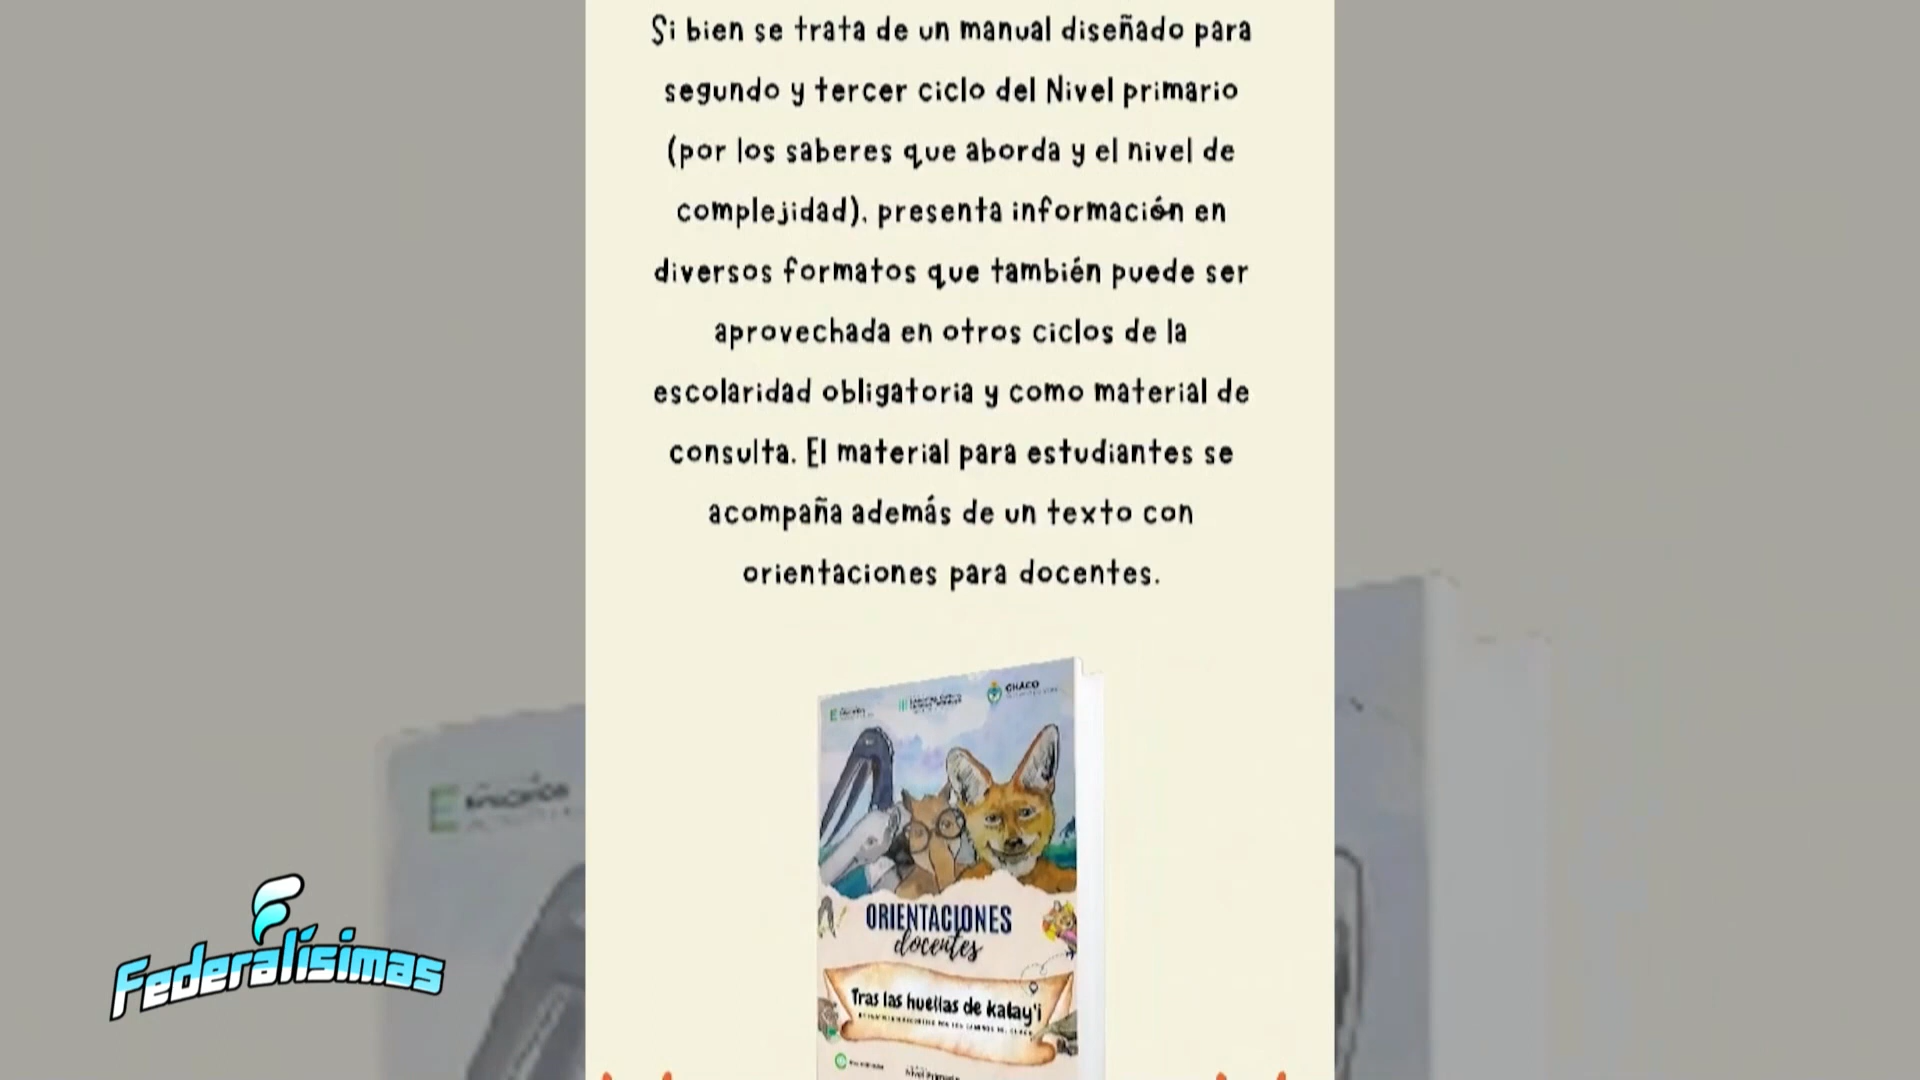 Si bien se trata de un manual diseñado para
segundo y tercer ciclo del Nivel primario
(por los saberes que aborda y el nivel de
complejidad), presenta información en
diversos formatos que también puede ser
aprovechada en otros ciclos de la
escolaridad obligatoria y como material de
consulta. El material para estudiantes se
acompaña además de un texto con
orientaciones para docentes.
CHACO
ORIENTACIONES
docentes
Tras las huellas de kalay'i
Federalísimas